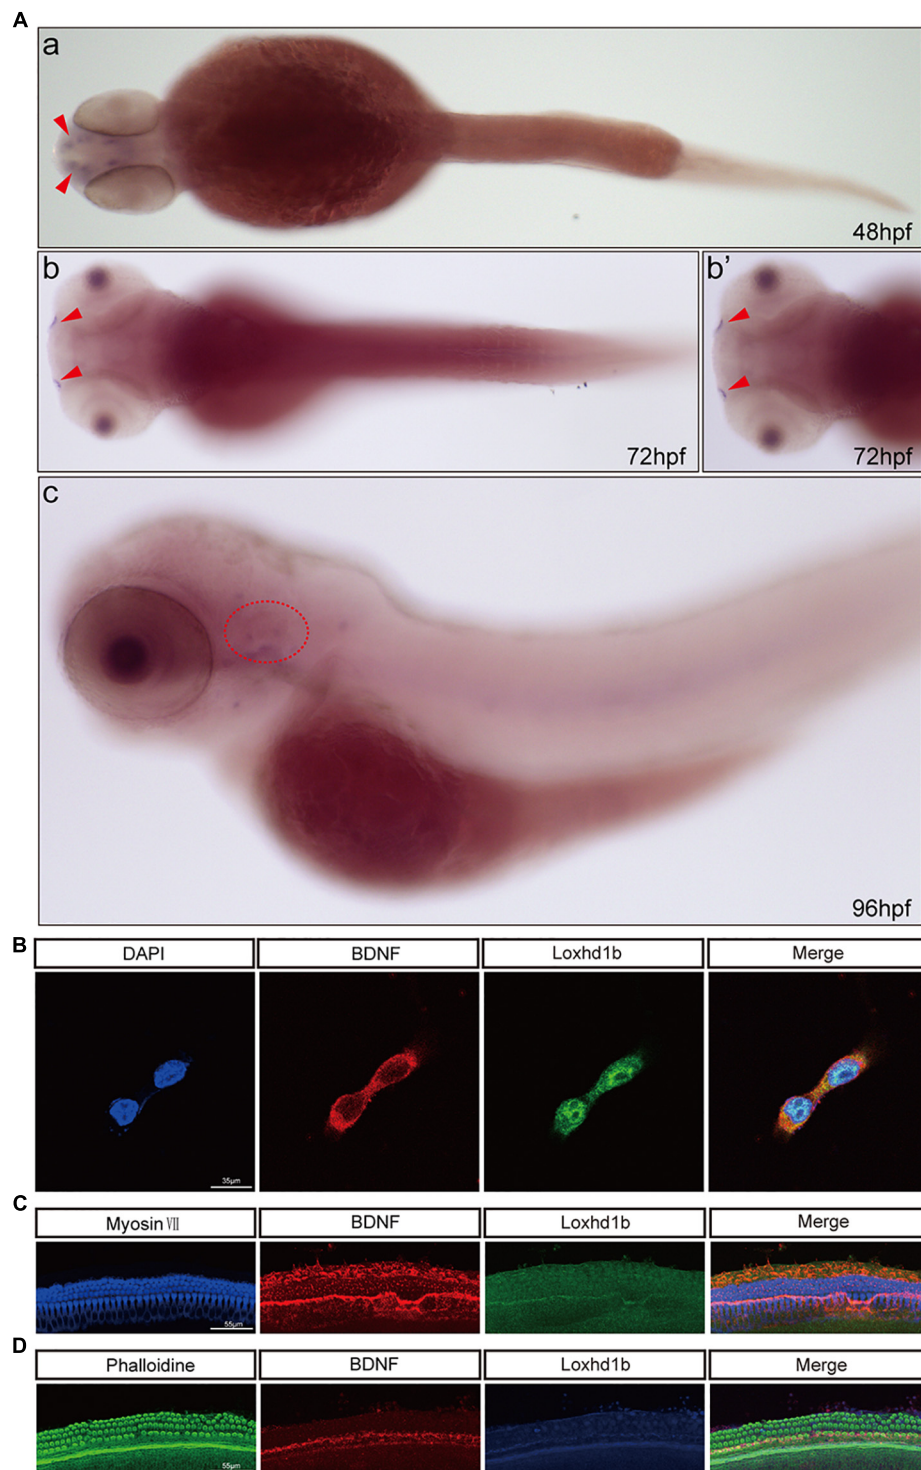 A
a
48hpf
b
72hpf
b'
72hpf
c
96hpf
B
DAPI
BDNF
Loxhd1b
Merge
35μm
C
Myosin Ⅶ
BDNF
Loxhd1b
Merge
55μm
D
Phalloidine
BDNF
Loxhd1b
Merge
55μm